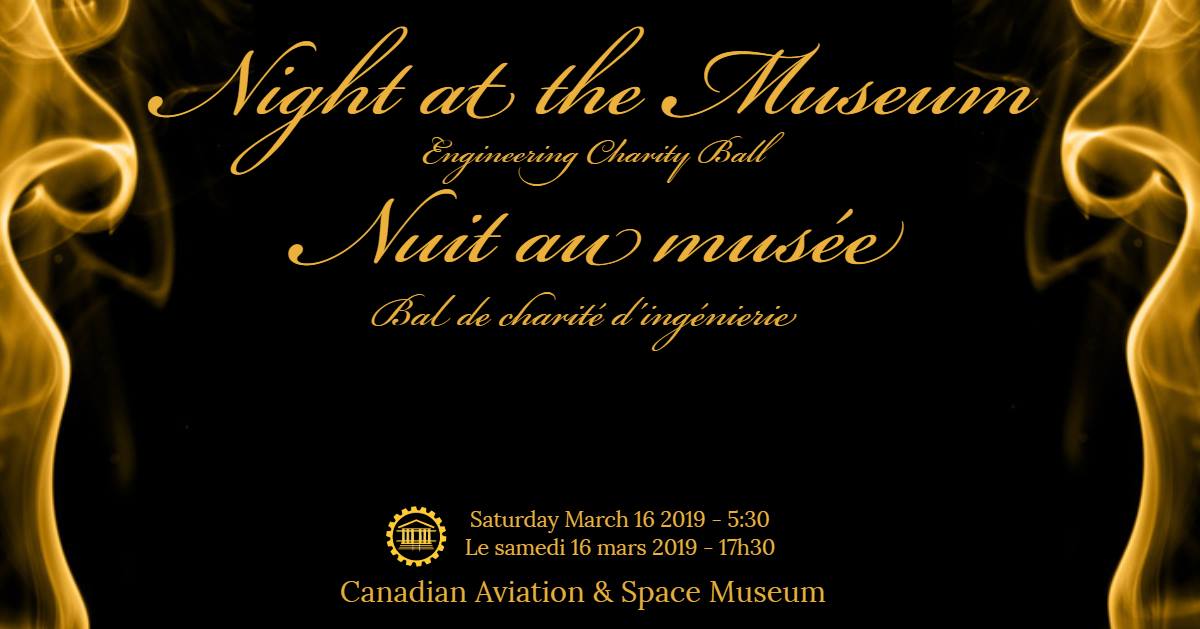 Night at the Museum
Engineering Charity Ball
Nuit au musée
Bal de charité d'ingénierie
Saturday March 16 2019 - 5:30
Le samedi 16 mars 2019 - 17h30
Canadian Aviation & Space Museum